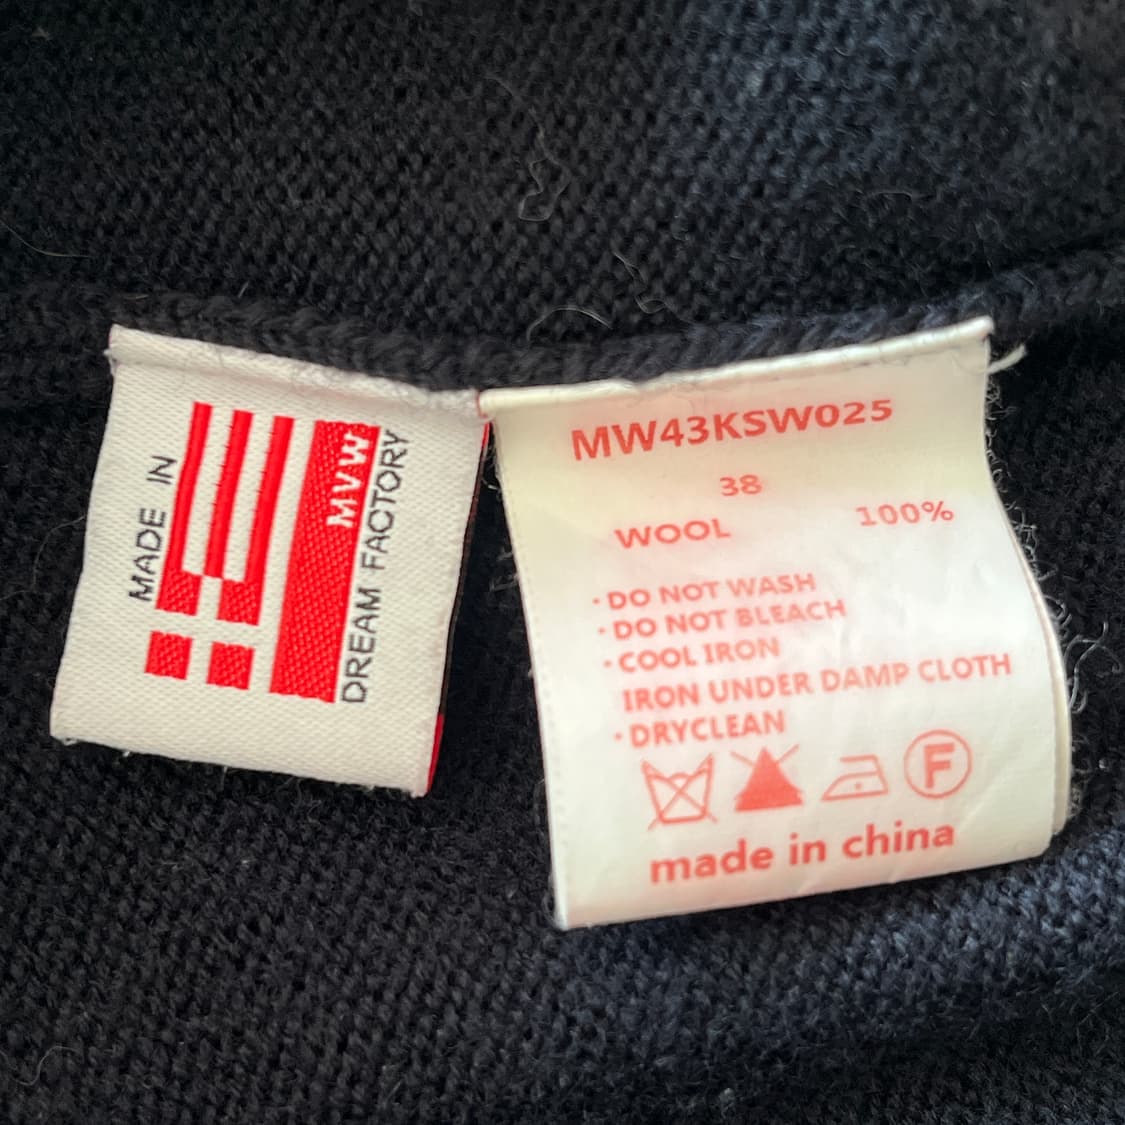 MADE IN
MVW
DREAM FACTORY
MW43KSW025
38
WOOL 100%
· DO NOT WASH
· DO NOT BLEACH
· COOL IRON
IRON UNDER DAMP CLOTH
· DRYCLEAN
F
made in china